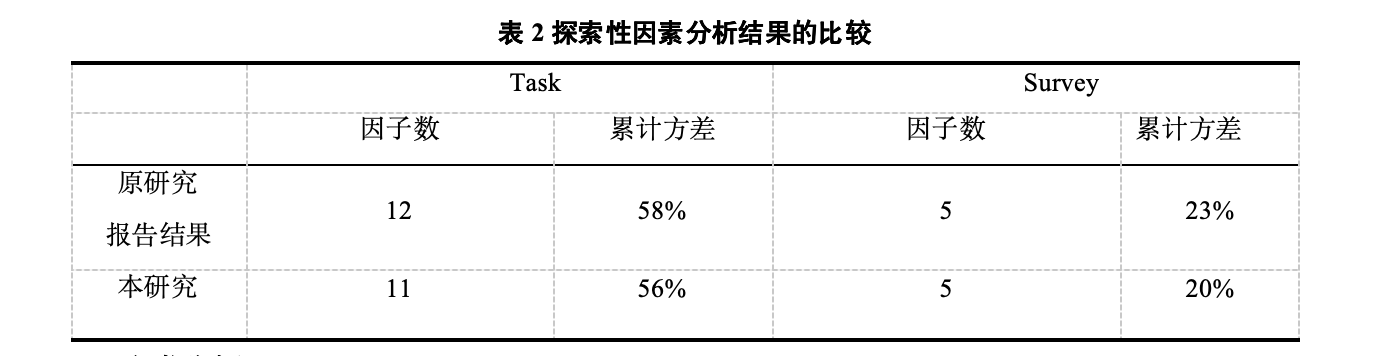 表 2 探索性因素分析结果的比较
Task Survey
因子数 累计方差 因子数 累计方差
原研究
报告结果 12 58% 5 23%
本研究 11 56% 5 20%